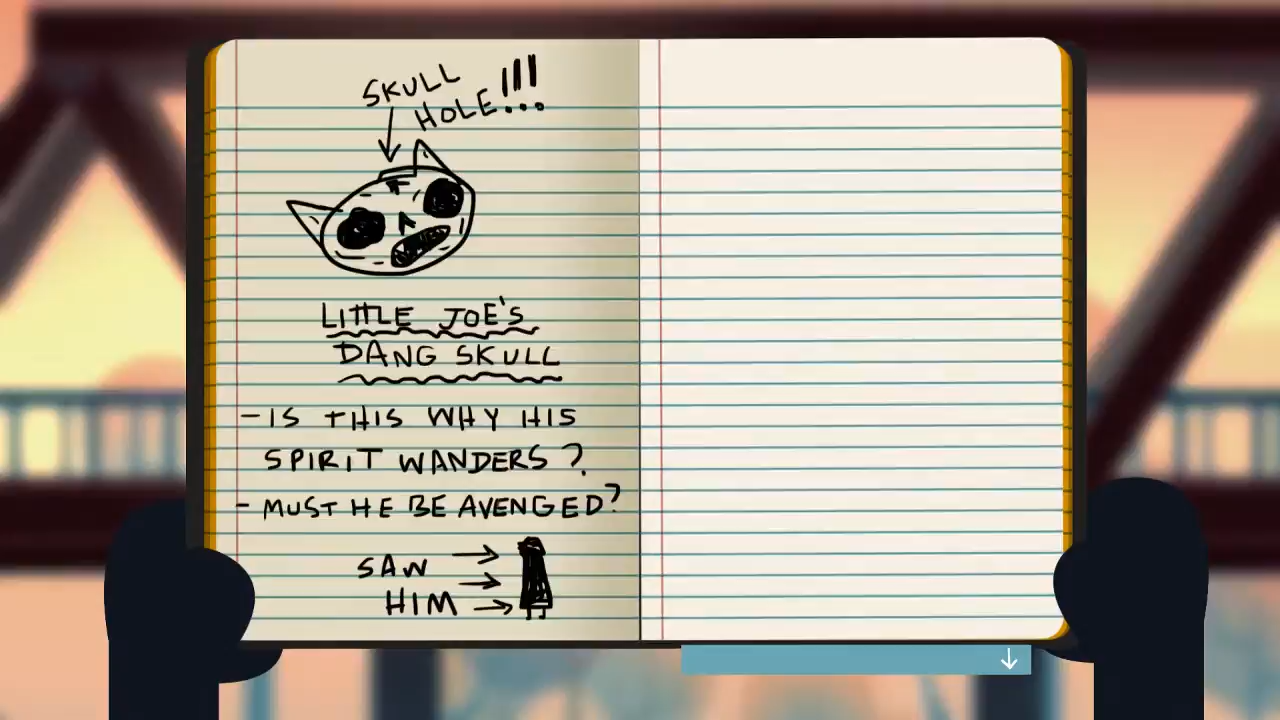 SKULL
HOLE!!!
LITTLE JOE'S
DANG SKULL
- IS THIS WHY HIS
SPIRIT WANDERS?
- MUST HE BE AVENGED?
SAW
HIM